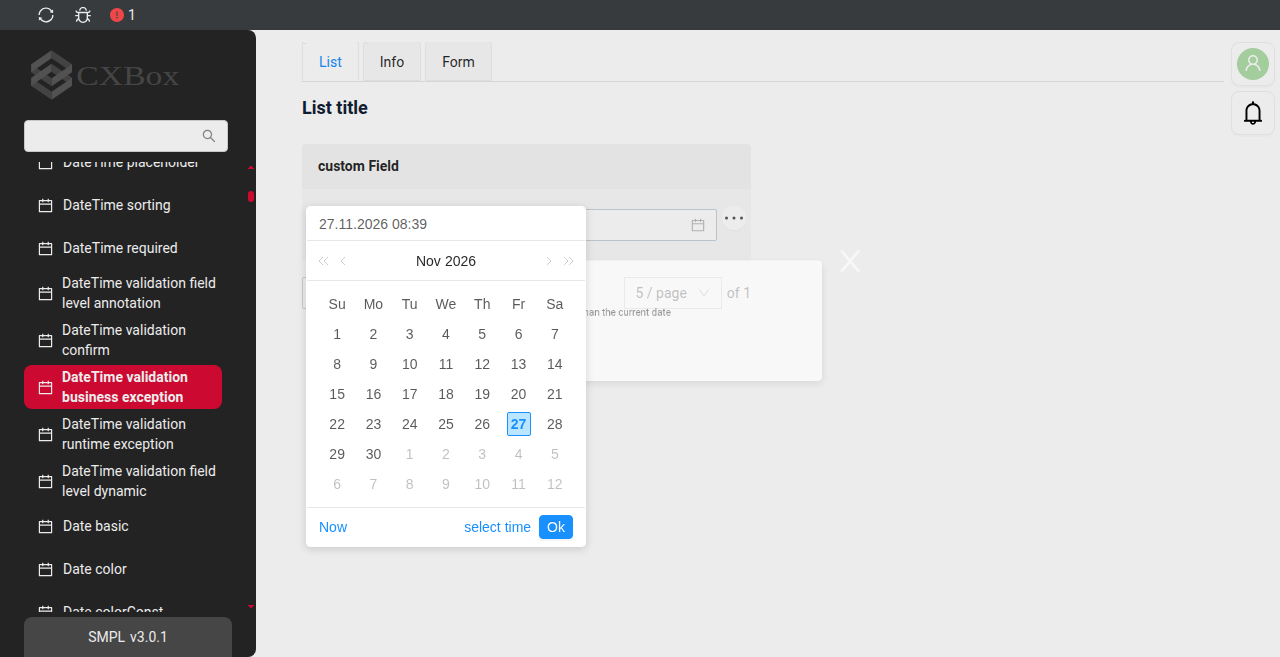 1
CXBox
DateTime placeholder
DateTime sorting
DateTime required
DateTime validation field
level annotation
DateTime validation
confirm
DateTime validation
business exception
DateTime validation
runtime exception
DateTime validation field
level dynamic
Date basic
Date color
Date colorConst
SMPL v3.0.1
List
Info
Form
List title
custom Field
27.11.2026 08:39
Nov 2026
Su Mo Tu We Th Fr Sa
1 2 3 4 5 6 7
8 9 10 11 12 13 14
15 16 17 18 19 20 21
22 23 24 25 26 27 28
29 30 1 2 3 4 5
6 7 8 9 10 11 12
Now
select time
Ok
5 / page
of 1
than the current date